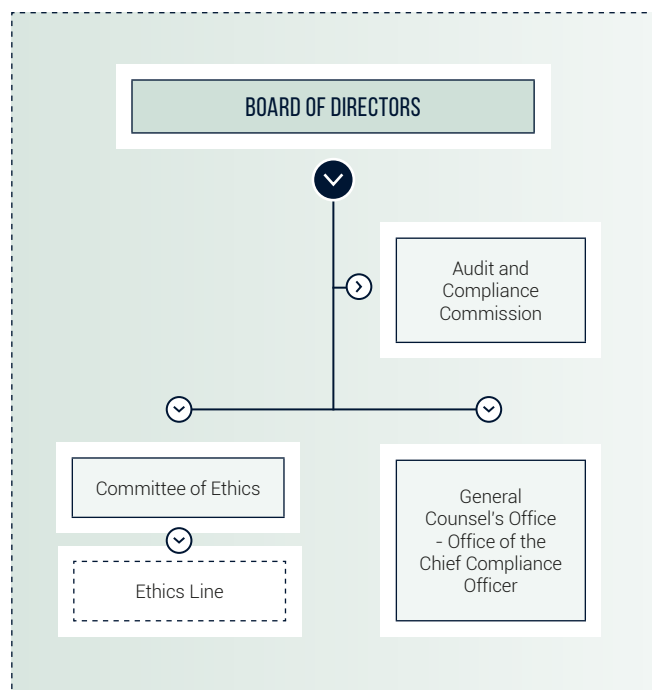 BOARD OF DIRECTORS
Audit and
Compliance
Commission
Committee of Ethics
Ethics Line
General
Counsel's Office
- Office of the
Chief Compliance
Officer